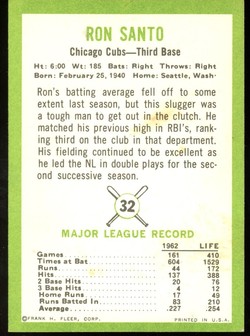 RON SANTO
Chicago Cubs—Third Base
Ht: 6:00 Wt: 185 Bats: Right Throws: Right
Born: February 25, 1940 Home: Seattle, Wash·
Ron's batting average fell off to some
extent last season, but this slugger was
a tough man to get out in the clutch. He
matched his previous high in RBI's, rank-
ing third on the club in that department.
His fielding continued to be excellent as
he led the NL in double plays for the sec-
ond successive season.
32
MAJOR LEAGUE RECORD
1962 LIFE
Games 161 410
Times at Bat 604 1529
Runs 44 172
Hits 137 388
2 Base Hits 20 76
3 Base Hits 4 12
Home Runs 17 49
Runs Batted In 83 210
Avg. .227 .254
©FRANK H. FLEER, CORP. PRINTED IN U.S.A.